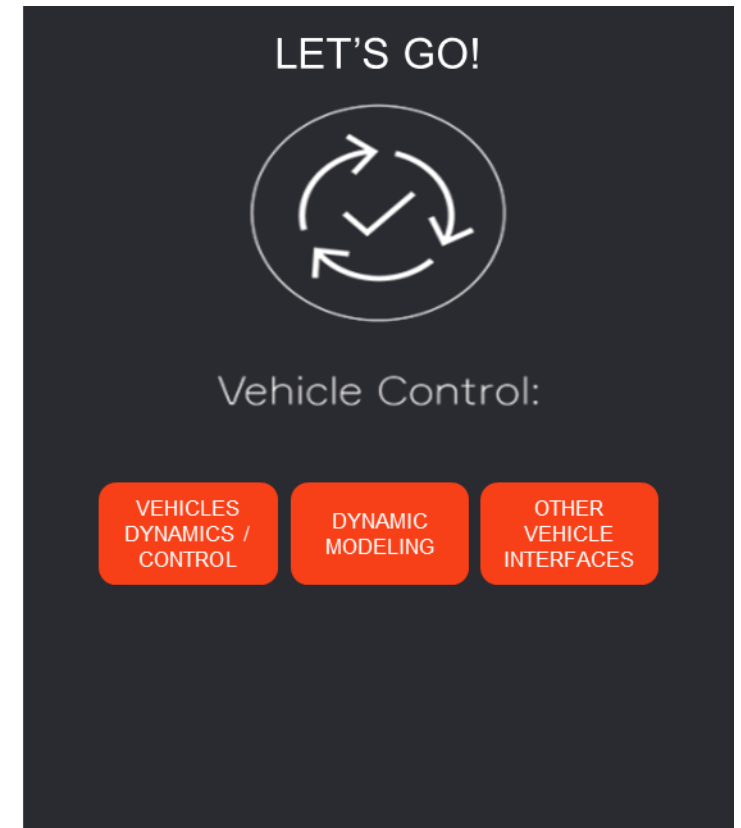 LET’S GO!
Vehicle Control:
VEHICLES
DYNAMICS /
CONTROL
DYNAMIC
MODELING
OTHER
VEHICLE
INTERFACES